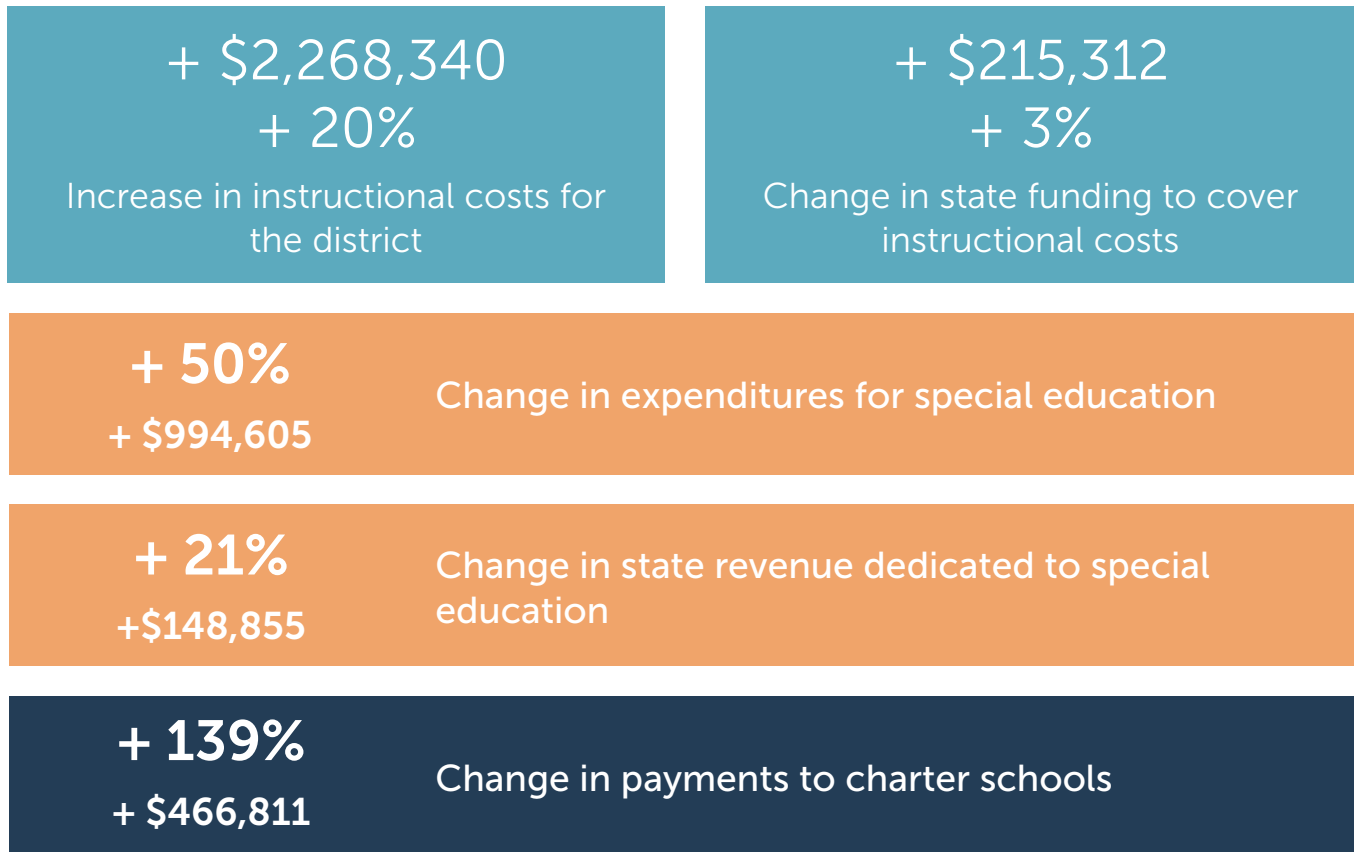 + $2,268,340
+ 20%
Increase in instructional costs for
the district
+ $215,312
+ 3%
Change in state funding to cover
instructional costs
+ 50%
+ $994,605
Change in expenditures for special education
+ 21%
+$148,855
Change in state revenue dedicated to special
education
+ 139%
+ $466,811
Change in payments to charter schools